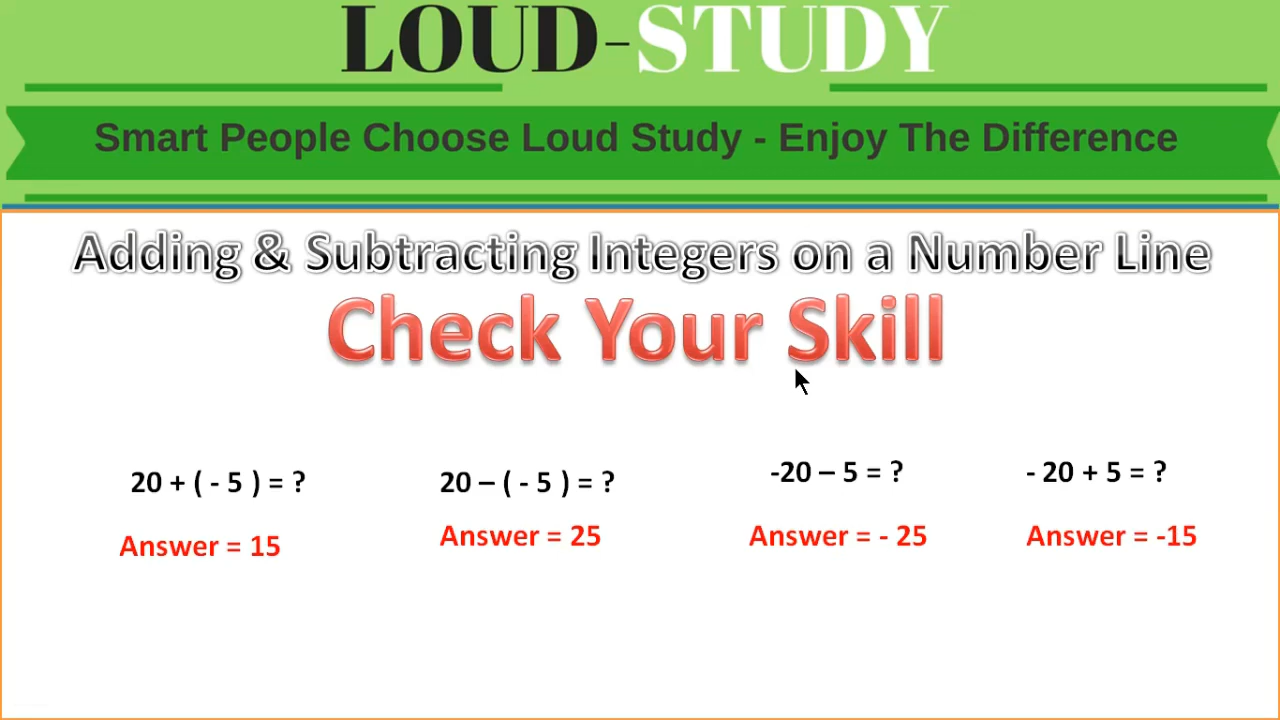 LOUD-STUDY
Smart People Choose Loud Study - Enjoy The Difference
Adding & Subtracting Integers on a Number Line
Check Your Skill
20 + ( - 5 ) = ?
Answer = 15
20 – ( - 5 ) = ?
Answer = 25
-20 – 5 = ?
Answer = - 25
- 20 + 5 = ?
Answer = -15